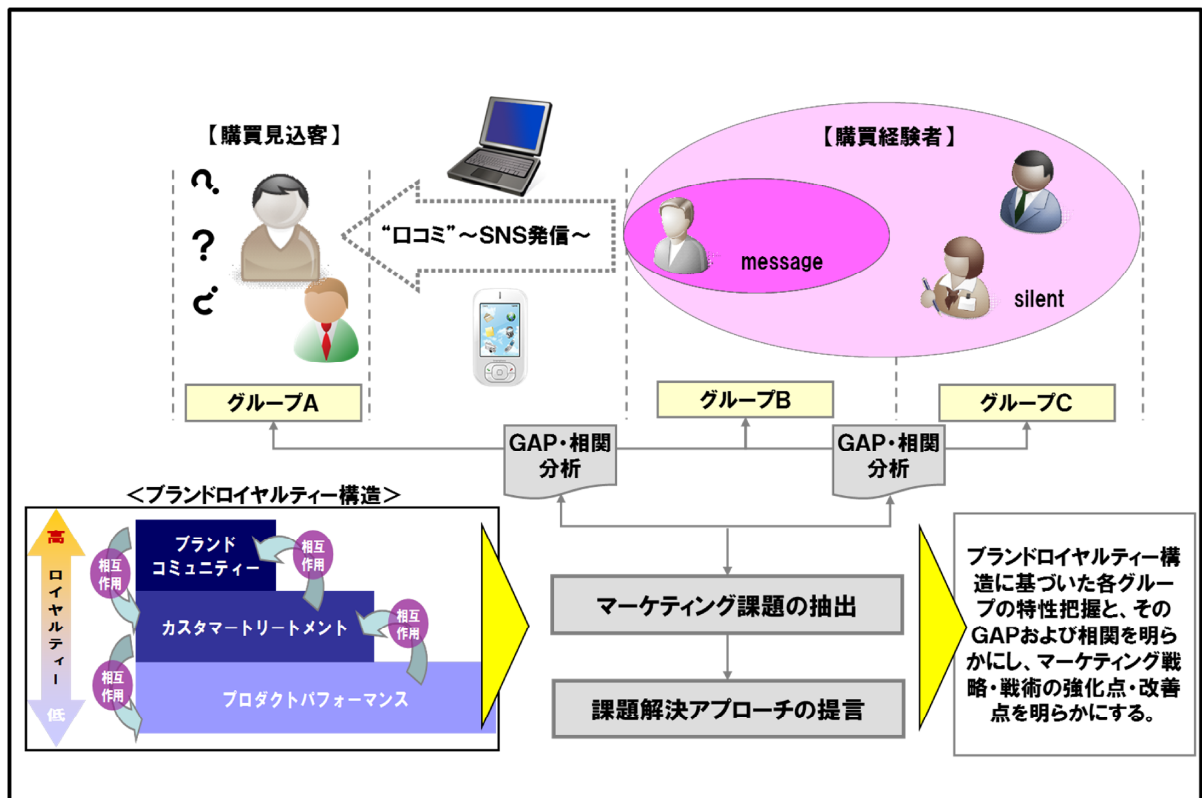 【購買見込客】
【購買経験者】
?
?
?
“口コミ”～SNS発信～
message
silent
グループA
グループB
グループC
GAP・相関
分析
GAP・相関
分析
＜ブランドロイヤルティー構造＞
高
ロイヤルティー
低
ブランド
コミュニティー
カスタマートリートメント
プロダクトパフォーマンス
相互
作用
相互
作用
相互
作用
相互
作用
マーケティング課題の抽出
課題解決アプローチの提言
ブランドロイヤルティー構
造に基づいた各グルー
プの特性把握と、その
GAPおよび相関を明ら
かにし、マーケティング戦
略・戦術の強化点・改善
点を明らかにする。